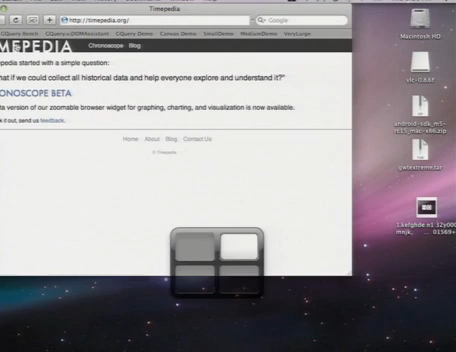 Timepedia
http://timepedia.org/
Google
GQuery Bench GQuery+DOMAssistant GQuery Demo Canvas Demo SmallDemo MediumDemo VeryLarge
MEPEDIA Chronoscope Blog
pedia started with a simple question:
hat if we could collect all historical data and help everyone explore and understand it?"
ONOSCOPE BETA
ta version of our zoomable browser widget for graphing, charting, and visualization is now available.
k it out, send us feedback.
Home About Blog Contact Us
© Timepedia
Macintosh HD
vlc-0.8.6f
android-sdk_m5-
rc15_mac-x86.zip
gwtextreme.tar